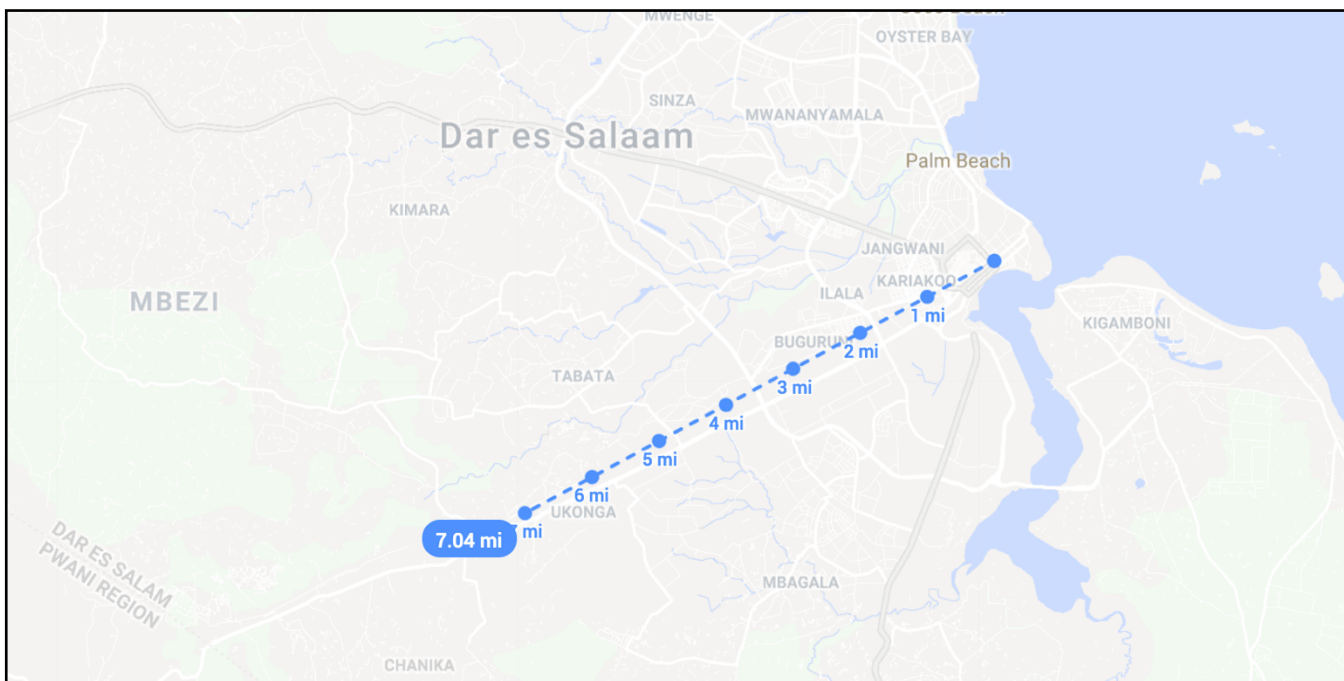 MWENGE
OYSTER BAY
SINZA
MWANANYAMALA
Dar es Salaam
Palm Beach
KIMARA
JANGWANI
KARIAKOO
ILALA
MBEZI
1 mi
KIGAMBONI
BUGURUN
2 mi
TABATA
3 mi
4 mi
5 mi
6 mi
UKONGA
7.04 mi
mi
DAR ES SALAM
PWANI REGION
MBAGALA
CHANIKA